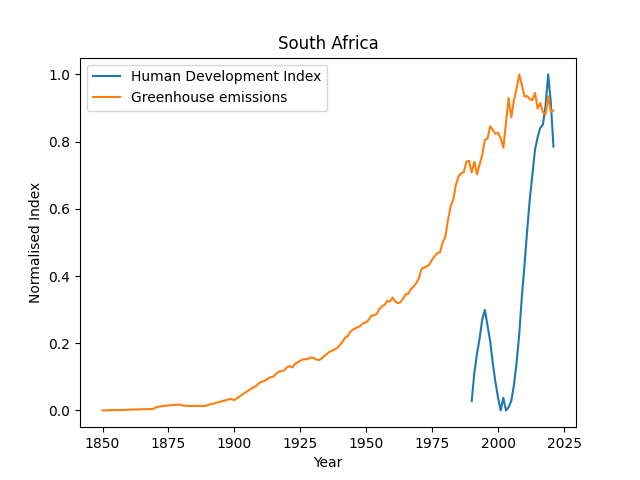 South Africa
Human Development Index
Greenhouse emissions
1.0
0.8
0.6
0.4
0.2
0.0
Normalised Index
1850 1875 1900 1925 1950 1975 2000 2025
Year